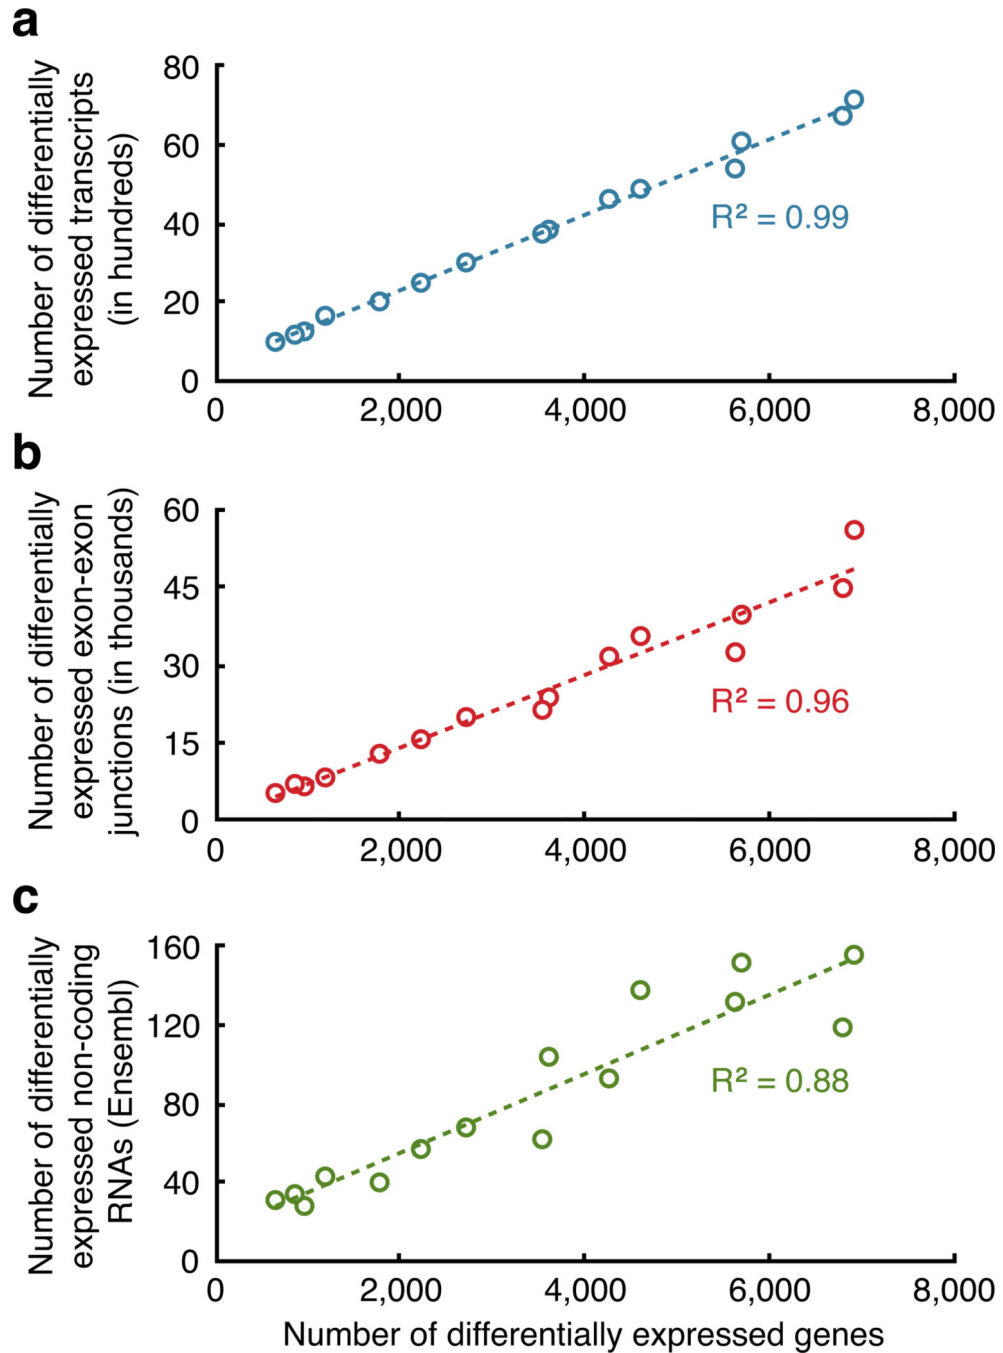 a
Number of differentially
expressed transcripts
(in hundreds)
80
60
40
20
0
R² = 0.99
0 2,000 4,000 6,000 8,000
b
Number of differentially
expressed exon-exon
junctions (in thousands)
60
45
30
15
0
R² = 0.96
0 2,000 4,000 6,000 8,000
c
Number of differentially
expressed non-coding
RNAs (Ensembl)
160
120
80
40
0
R² = 0.88
0 2,000 4,000 6,000 8,000
Number of differentially expressed genes